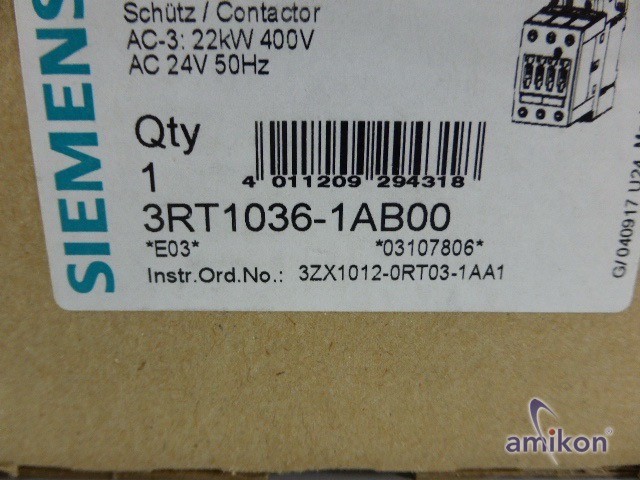 SIEMENS
Schütz / Contactor
AC-3: 22kW 400V
AC 24V 50Hz
Qty
1
4 011209 294318
3RT1036-1AB00
*E03* *03107806*
Instr.Ord.No.: 3ZX1012-0RT03-1AA1
G/040917 U24
amikon®